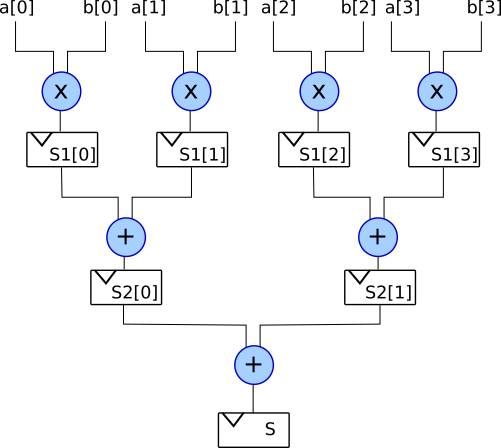 a[0] b[0] a[1] b[1] a[2] b[2] a[3] b[3]
x x x x
S1[0] S1[1] S1[2] S1[3]
+ +
S2[0] S2[1]
+
S